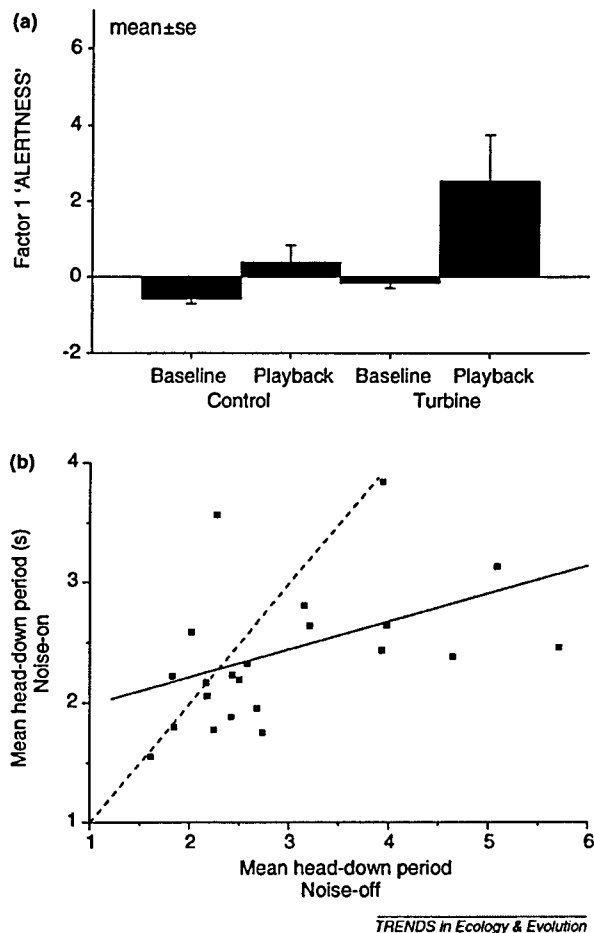 (a)
mean±se
Factor 1 'ALERTNESS'
6
4
2
0
-2
Baseline Playback Baseline Playback
Control Turbine
(b)
Mean head-down period (s)
Noise-on
4
3
2
1
1 2 3 4 5 6
Mean head-down period
Noise-off
TRENDS in Ecology & Evolution